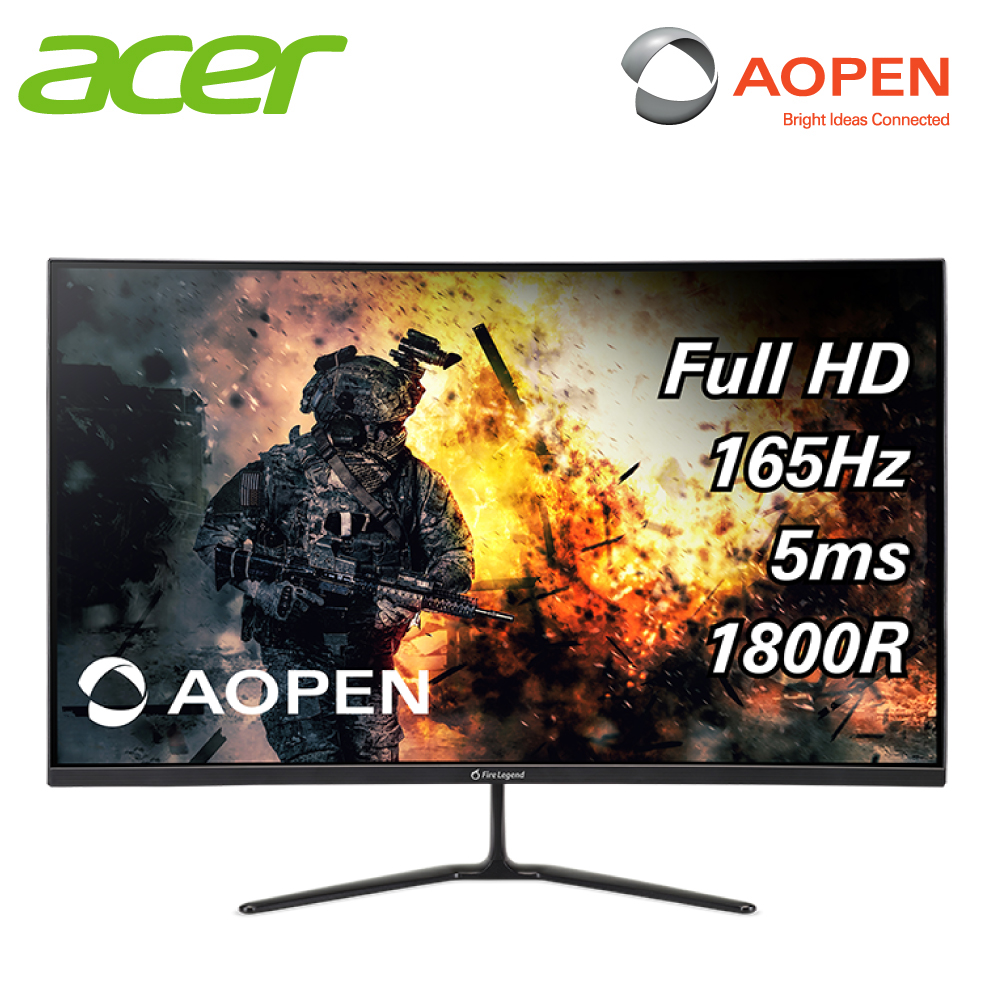 acer
AOPEN
Bright Ideas Connected
Full HD
165Hz
5ms
1800R
AOPEN
Fire Legend